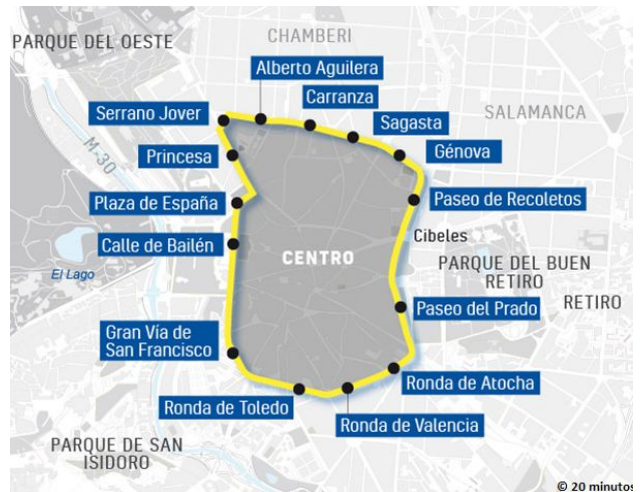 PARQUE DEL OESTE
CHAMBERI
Alberto Aguilera
Carranza
Serrano Jover
Sagasta
SALAMANCA
M-30
Princesa
Génova
Plaza de España
Paseo de Recoletos
Calle de Bailén
Cibeles
CENTRO
El Lago
PARQUE DEL BUEN
RETIRO
RETIRO
Paseo del Prado
Gran Vía de
San Francisco
Ronda de Atocha
Ronda de Toledo
Ronda de Valencia
PARQUE DE SAN
ISIDORO
© 20 minutos